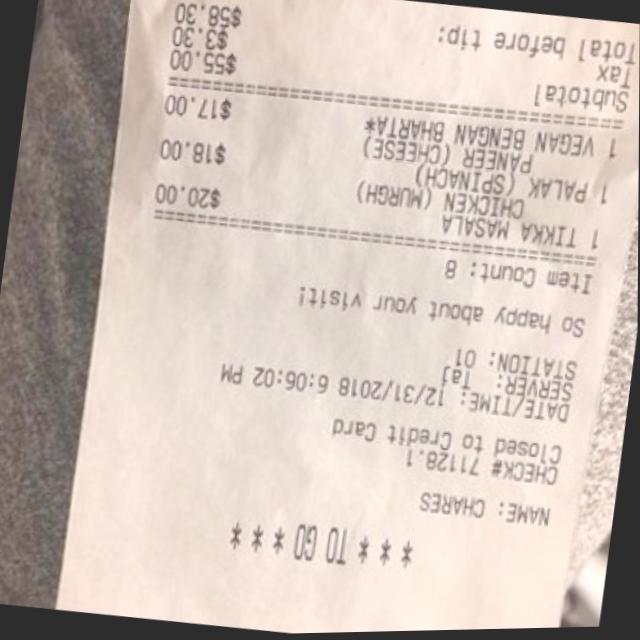 * * * TO GO * * *
NAME: CHARES
CHECK# 71128.1
Closed to Credit Card
DATE/TIME: 12/31/2018 6:06:02 PM
SERVER: Taj
STATION: 01
So happy about your visit!
Item Count: 8
==========================================
1 TIKKA MASALA
CHICKEN (MURGH) $20.00
1 PALAK (SPINACH)
PANEER (CHEESE) $18.00
1 VEGAN BENGAN BHARTA* $17.00
==========================================
Subtotal $55.00
Tax $3.30
Total before tip: $58.30